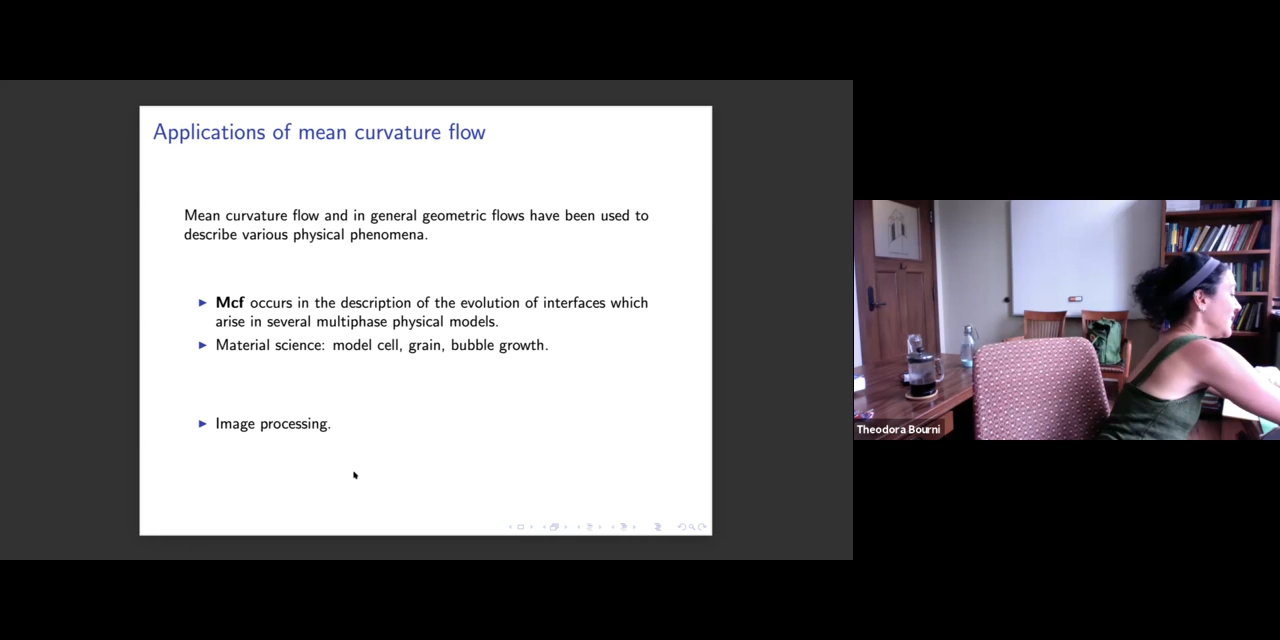 Applications of mean curvature flow
Mean curvature flow and in general geometric flows have been used to
describe various physical phenomena.
Mcf occurs in the description of the evolution of interfaces which
arise in several multiphase physical models.
Material science: model cell, grain, bubble growth.
Image processing.
Theodora Bourni